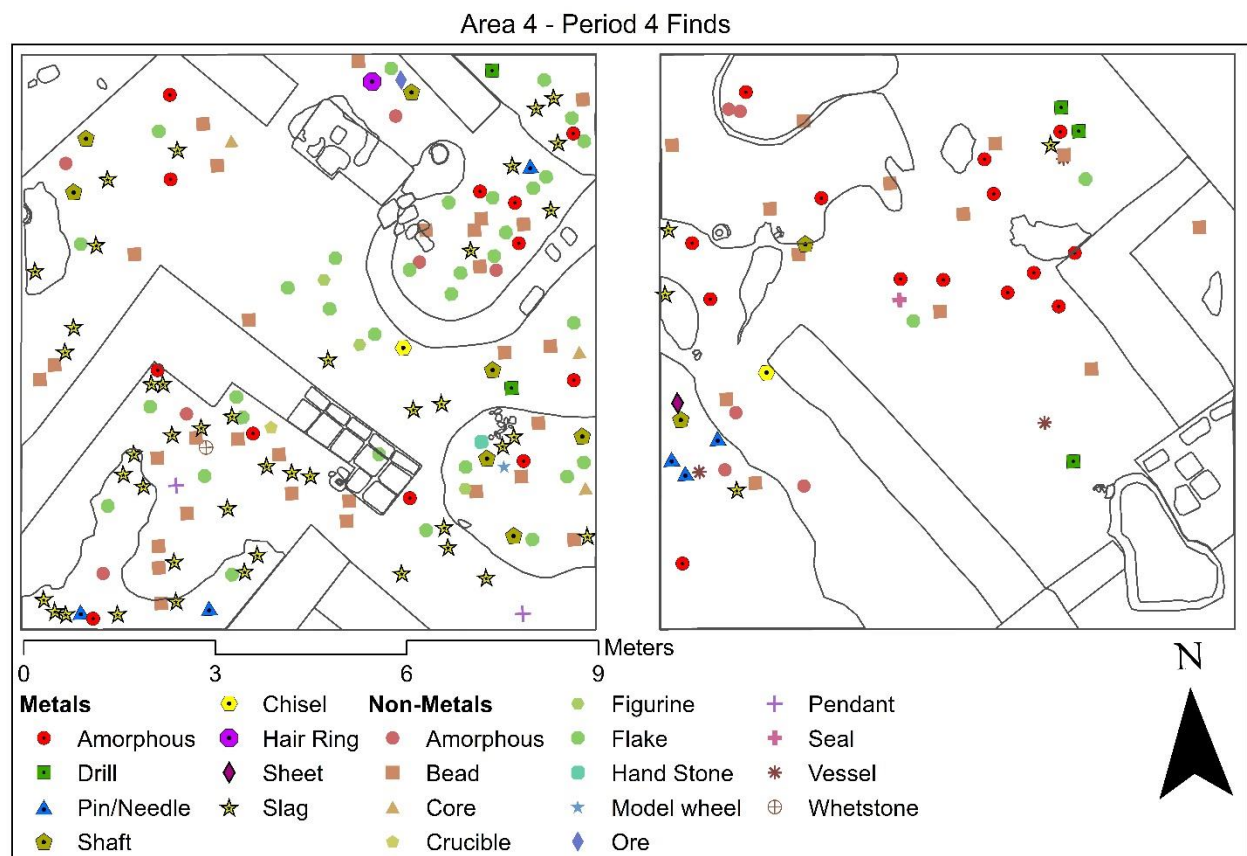 Area 4 - Period 4 Finds
Meters
0 3 6 9
N
Metals
Amorphous
Drill
Pin/Needle
Shaft
Chisel
Hair Ring
Sheet
Slag
Non-Metals
Amorphous
Bead
Core
Crucible
Figurine
Flake
Hand Stone
Model wheel
Ore
Pendant
Seal
Vessel
Whetstone